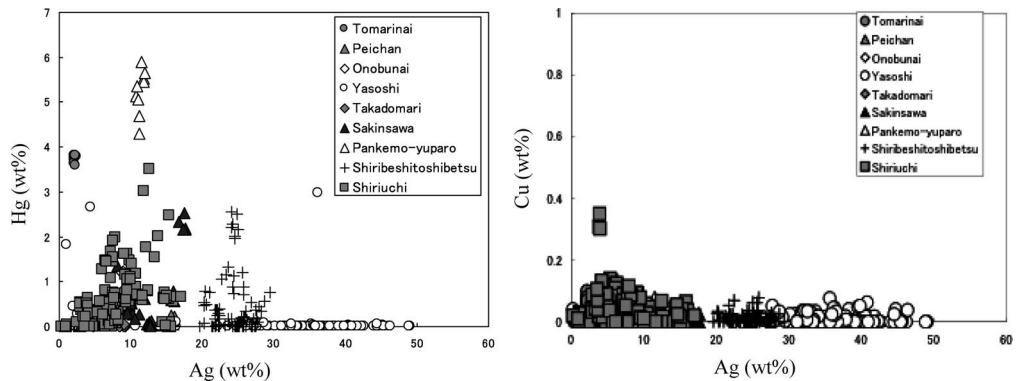 7
6
5
4
3
2
1
0
Hg (wt%)
0 10 20 30 40 50 60
Ag (wt%)
Tomarinai
Peichan
Onobunai
Yasoshi
Takadomari
Sakinsawa
Pankemo-yuparo
Shiribeshitoshibetsu
Shiriuchi
1
0.8
0.6
0.4
0.2
0
Cu (wt%)
0 10 20 30 40 50 60
Ag (wt%)
Tomarinai
Peichan
Onobunai
Yasoshi
Takadomari
Sakinsawa
Pankemo-yuparo
Shiribeshitoshibetsu
Shiriuchi